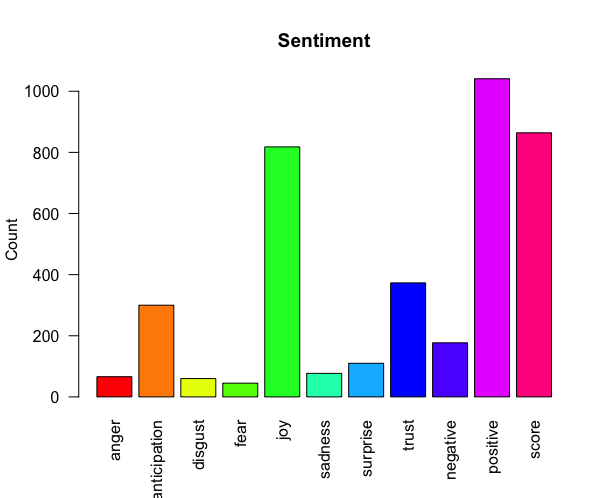 Sentiment
Count
1000
800
600
400
200
0
anger
anticipation
disgust
fear
joy
sadness
surprise
trust
negative
positive
score